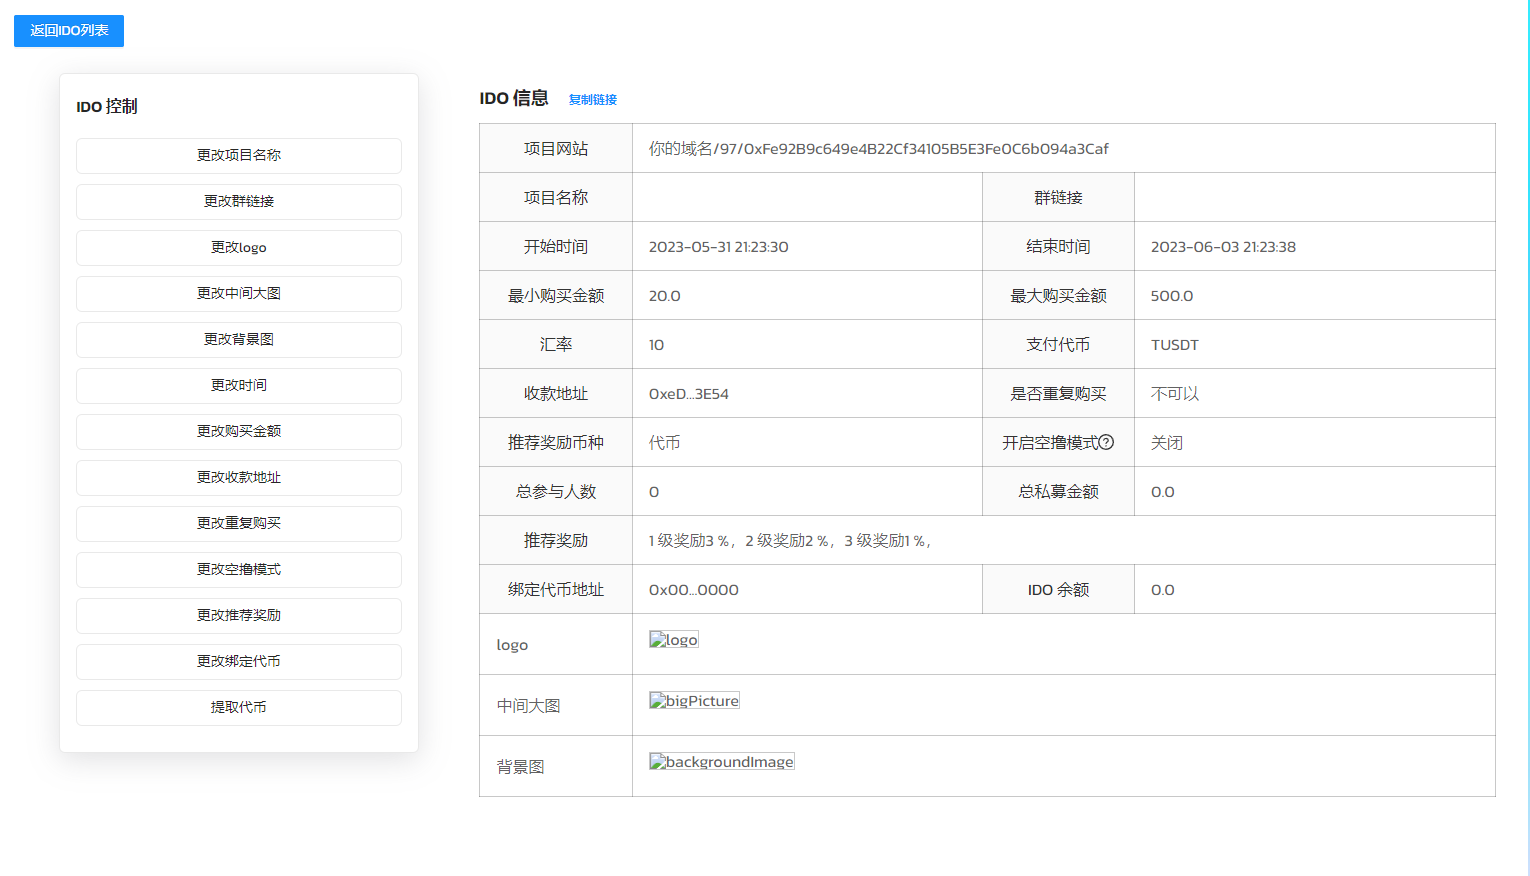 返回IDO列表
IDO 控制
更改项目名称
更改群链接
更改logo
更改中间大图
更改背景图
更改时间
更改购买金额
更改收款地址
更改重复购买
更改空撸模式
更改推荐奖励
更改绑定代币
提取代币
IDO 信息 复制链接
项目网站 你的域名/97/0xFe92B9c649e4B22Cf34105B5E3Fe0C6b094a3Caf
项目名称 群链接
开始时间 2023-05-31 21:23:30 结束时间 2023-06-03 21:23:38
最小购买金额 20.0 最大购买金额 500.0
汇率 10 支付代币 TUSDT
收款地址 0xeD...3E54 是否重复购买 不可以
推荐奖励币种 代币 开启空撸模式 关闭
总参与人数 0 总私募金额 0.0
推荐奖励 1 级奖励3 %，2 级奖励2 %，3 级奖励1 %，
绑定代币地址 0x00...0000 IDO 余额 0.0
logo logo
中间大图 bigPicture
背景图 backgroundImage